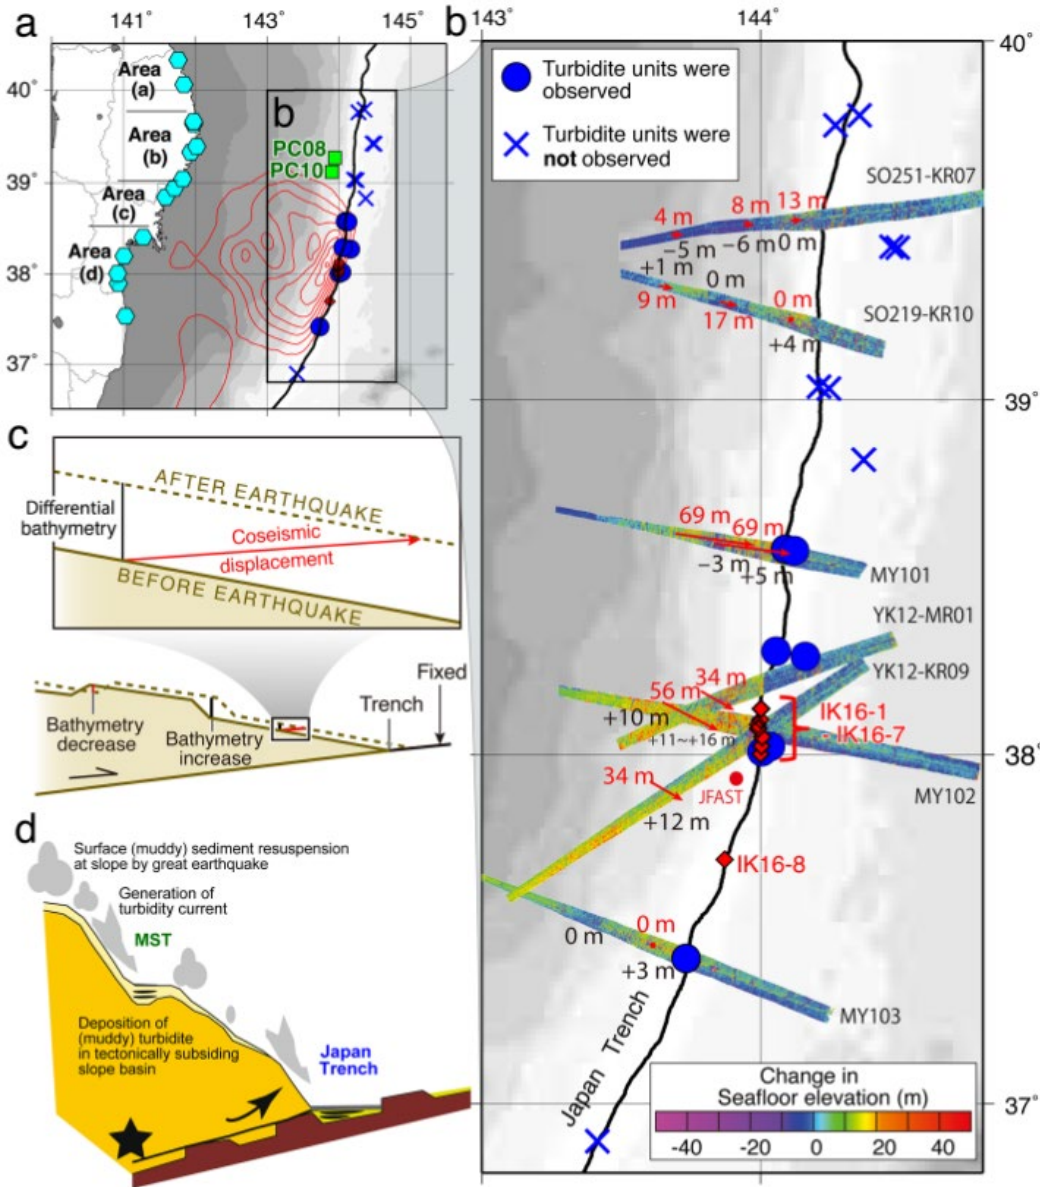 a
141°
143°
145°
40°
39°
38°
37°
Area
(a)
Area
(b)
Area
(c)
Area
(d)
b
PC08
PC10
b
143°
144°
40°
39°
38°
37°
Turbidite units were
observed
Turbidite units were
not observed
SO251-KR07
4 m
8 m
13 m
−5 m
−6 m
0 m
+1 m
0 m
0 m
9 m
17 m
+4 m
SO219-KR10
69 m
69 m
−3 m
+5 m
MY101
YK12-MR01
YK12-KR09
34 m
56 m
+10 m
+11~+16 m
IK16-1
- IK16-7
34 m
JFAST
+12 m
MY102
IK16-8
0 m
0 m
+3 m
MY103
Japan Trench
Change in
Seafloor elevation (m)
-40
-20
0
20
40
c
AFTER EARTHQUAKE
Differential
bathymetry
Coseismic
displacement
BEFORE EARTHQUAKE
Fixed
Trench
Bathymetry
decrease
Bathymetry
increase
d
Surface (muddy) sediment resuspension
at slope by great earthquake
Generation of
turbidity current
MST
Deposition of
(muddy) turbidite
in tectonically subsiding
slope basin
Japan
Trench